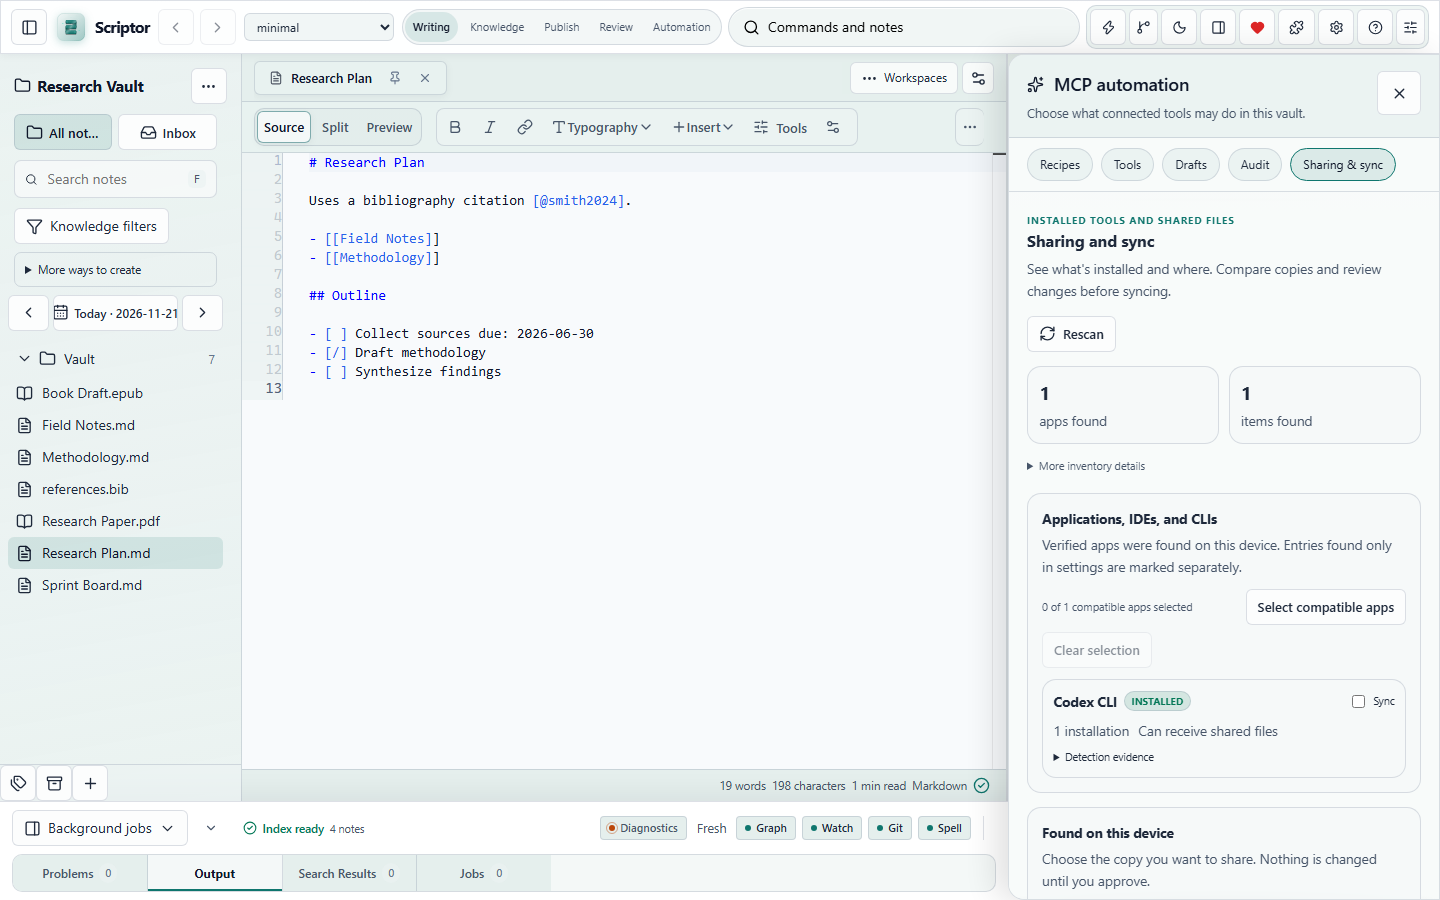 Scriptor
minimal
Writing
Knowledge
Publish
Review
Automation
Commands and notes
Research Vault
All not...
Inbox
Search notes
F
Knowledge filters
More ways to create
Today · 2026-11-21
Vault
7
Book Draft.epub
Field Notes.md
Methodology.md
references.bib
Research Paper.pdf
Research Plan.md
Sprint Board.md
Research Plan
Workspaces
Source
Split
Preview
B
I
Typography
Insert
Tools
1 # Research Plan
2
3 Uses a bibliography citation [@smith2024].
4
5 - [[Field Notes]]
6 - [[Methodology]]
7
8 ## Outline
9
10 - [ ] Collect sources due: 2026-06-30
11 - [/] Draft methodology
12 - [ ] Synthesize findings
13
19 words 198 characters 1 min read Markdown
Background jobs
Index ready 4 notes
Diagnostics
Fresh
Graph
Watch
Git
Spell
Problems 0
Output
Search Results 0
Jobs 0
MCP automation
Choose what connected tools may do in this vault.
Recipes
Tools
Drafts
Audit
Sharing & sync
INSTALLED TOOLS AND SHARED FILES
Sharing and sync
See what's installed and where. Compare copies and review
changes before syncing.
Rescan
1
apps found
1
items found
More inventory details
Applications, IDEs, and CLIs
Verified apps were found on this device. Entries found only
in settings are marked separately.
0 of 1 compatible apps selected
Select compatible apps
Clear selection
Codex CLI
INSTALLED
Sync
1 installation Can receive shared files
Detection evidence
Found on this device
Choose the copy you want to share. Nothing is changed
until you approve.